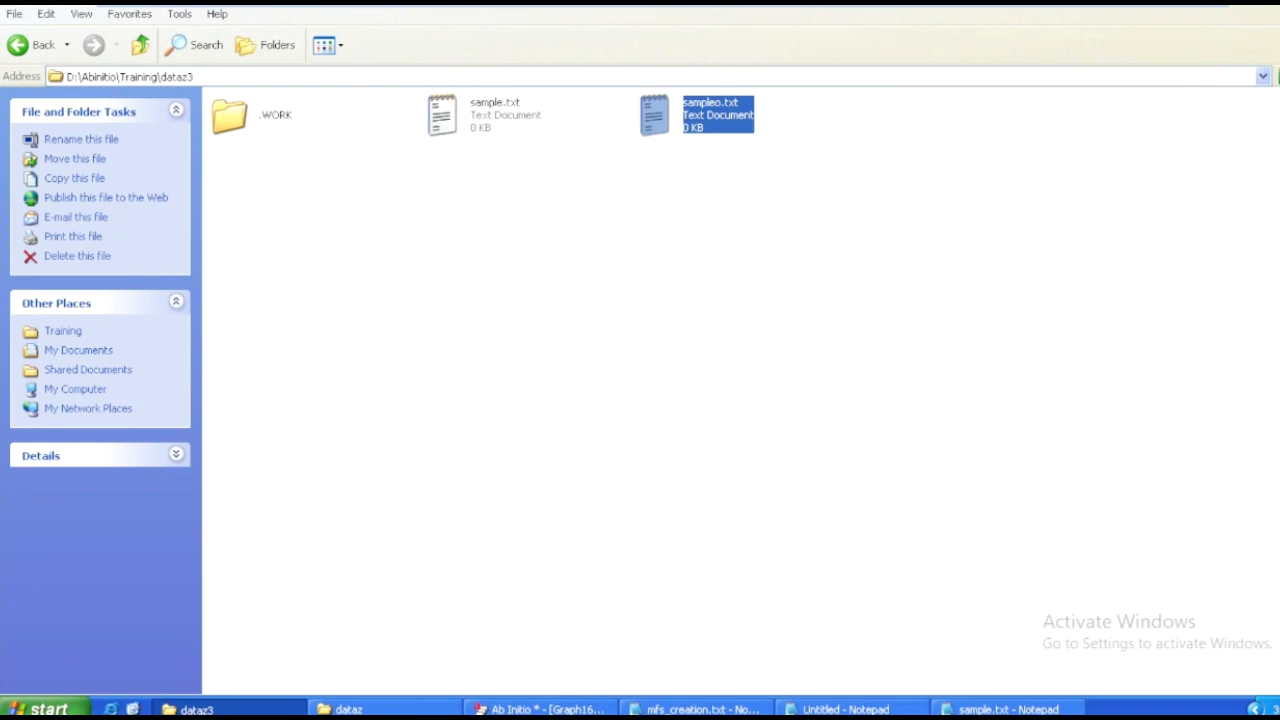 File Edit View Favorites Tools Help
Back Search Folders
Address D:\Abinitio\Training\dataz3
File and Folder Tasks
Rename this file
Move this file
Copy this file
Publish this file to the Web
E-mail this file
Print this file
Delete this file
Other Places
Training
My Documents
Shared Documents
My Computer
My Network Places
Details
.WORK
sample.txt
Text Document
0 KB
sampleo.txt
Text Document
0 KB
Activate Windows
Go to Settings to activate Windows.
start dataz3 dataz Ab Initio * - [Graph16... mfs_creation.txt - No... Untitled - Notepad sample.txt - Notepad 3